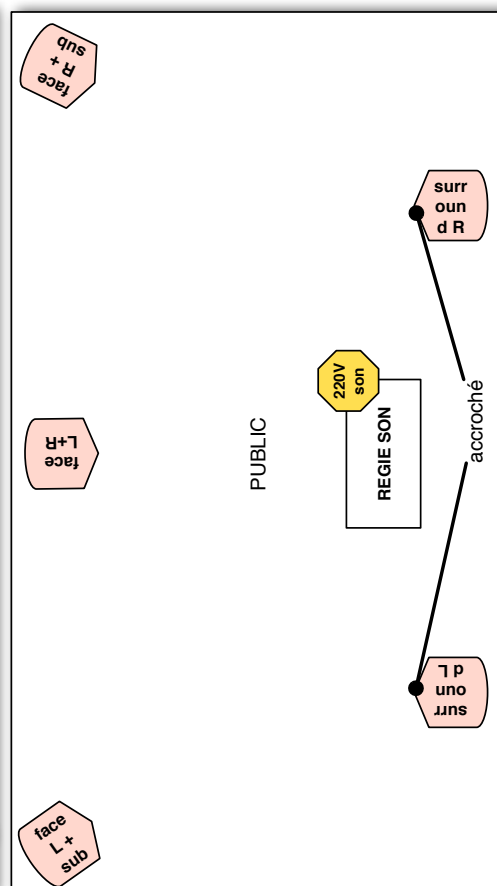 face
R +
sub
surr
oun
d R
220V
son
face
L+R
PUBLIC
REGIE SON
accroché
surr
oun
d L
face
L +
sub